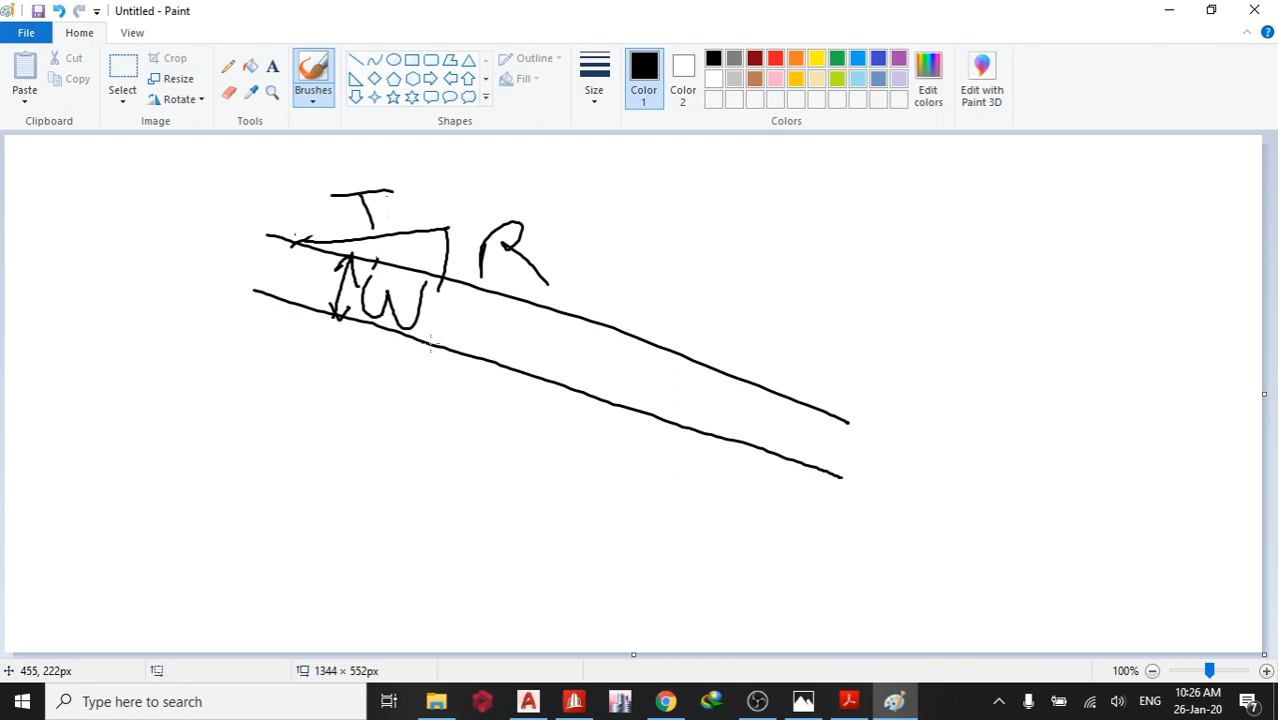 Untitled - Paint
File
Home
View
Paste
Cut
Copy
Clipboard
Select
Crop
Resize
Rotate
Image
Tools
Brushes
Outline
Fill
Shapes
Size
Color 1
Color 2
Edit colors
Colors
Edit with Paint 3D
T
R
W
455, 222px
1344 × 552px
100%
Type here to search
ENG
10:26 AM
26-Jan-20
7